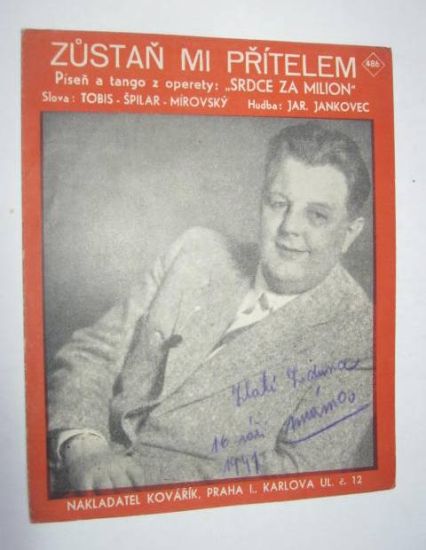 ZŮSTAŇ MI PŘÍTELEM
486
Píseň a tango z operety: „SRDCE ZA MILION“
Slova: TOBIS - ŠPILAR - MÍROVSKÝ Hudba: JAR. JANKOVEC
16 září
NAKLADATEL KOVÁŘÍK, PRAHA I., KARLOVA UL. č. 12